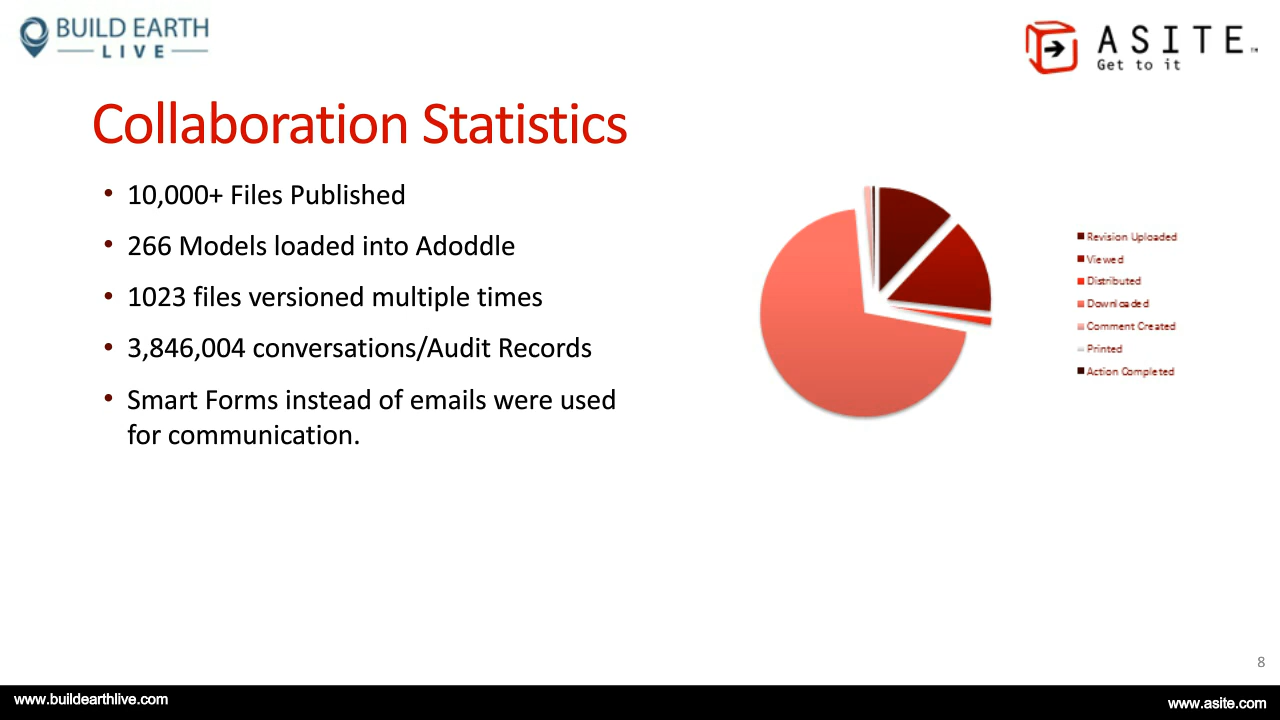 BUILD EARTH
LIVE
ASITE™
Get to it
Collaboration Statistics
• 10,000+ Files Published
• 266 Models loaded into Adoddle
• 1023 files versioned multiple times
• 3,846,004 conversations/Audit Records
• Smart Forms instead of emails were used
for communication.
Revision Uploaded
Viewed
Distributed
Downloaded
Comment Created
Printed
Action Completed
8
www.buildearthlive.com
www.asite.com